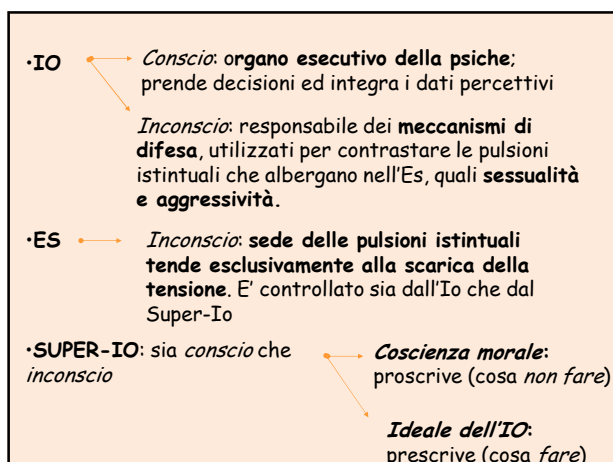 •IO
Conscio: organo esecutivo della psiche;
prende decisioni ed integra i dati percettivi
Inconscio: responsabile dei meccanismi di
difesa, utilizzati per contrastare le pulsioni
istintuali che albergano nell'Es, quali sessualità
e aggressività.
•ES
Inconscio: sede delle pulsioni istintuali
tende esclusivamente alla scarica della
tensione. E' controllato sia dall'Io che dal
Super-Io
•SUPER-IO: sia conscio che
inconscio
Coscienza morale:
proscrive (cosa non fare)
Ideale dell'IO:
prescrive (cosa fare)